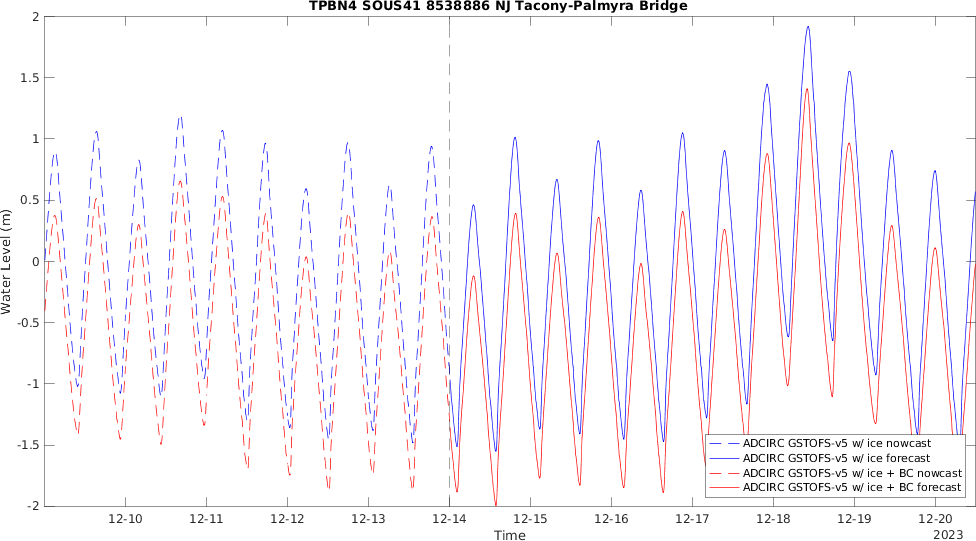 TPBN4 SOUS41 8538886 NJ Tacony-Palmyra Bridge
2
1.5
1
0.5
0
-0.5
-1
-1.5
-2
Water Level (m)
ADCIRC GSTOFS-v5 w/ ice nowcast
ADCIRC GSTOFS-v5 w/ ice forecast
ADCIRC GSTOFS-v5 w/ ice + BC nowcast
ADCIRC GSTOFS-v5 w/ ice + BC forecast
12-10 12-11 12-12 12-13 12-14 12-15 12-16 12-17 12-18 12-19 12-20
Time
2023